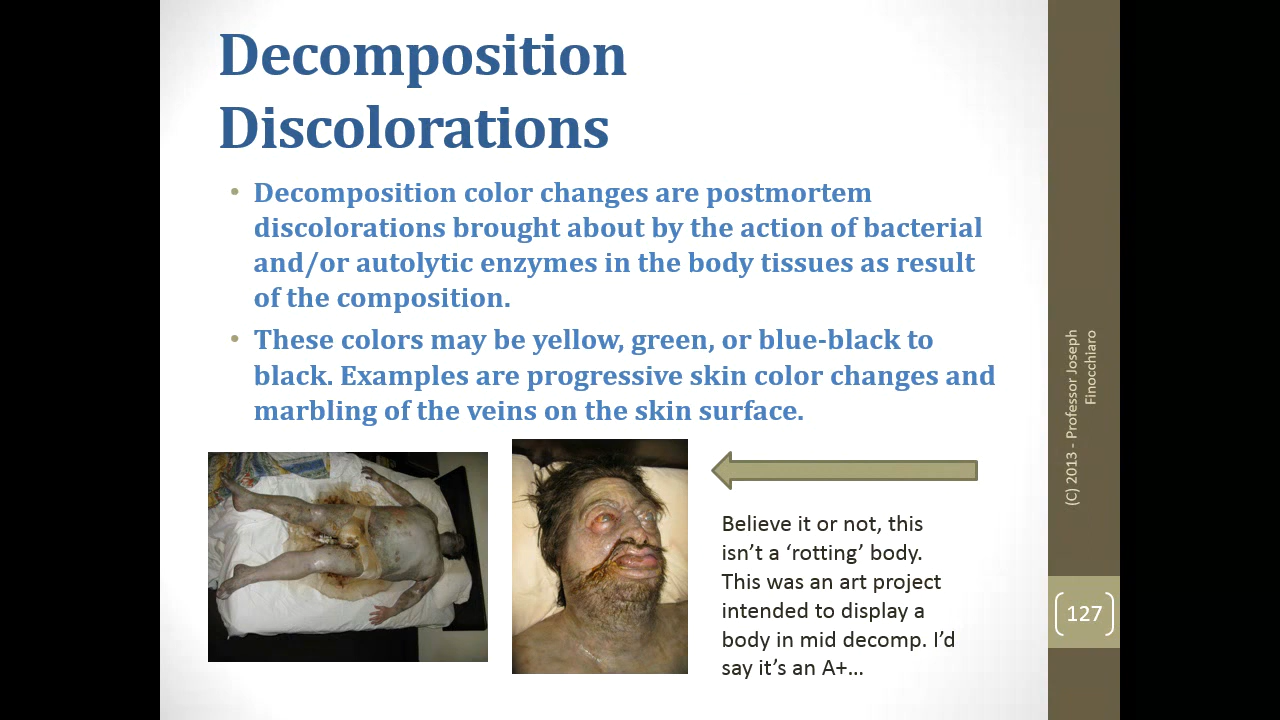 Decomposition
Discolorations
• Decomposition color changes are postmortem
discolorations brought about by the action of bacterial
and/or autolytic enzymes in the body tissues as result
of the composition.
• These colors may be yellow, green, or blue-black to
black. Examples are progressive skin color changes and
marbling of the veins on the skin surface.
Believe it or not, this
isn’t a ‘rotting’ body.
This was an art project
intended to display a
body in mid decomp. I’d
say it’s an A+…
(C) 2013 - Professor Joseph
Finocchiaro
127